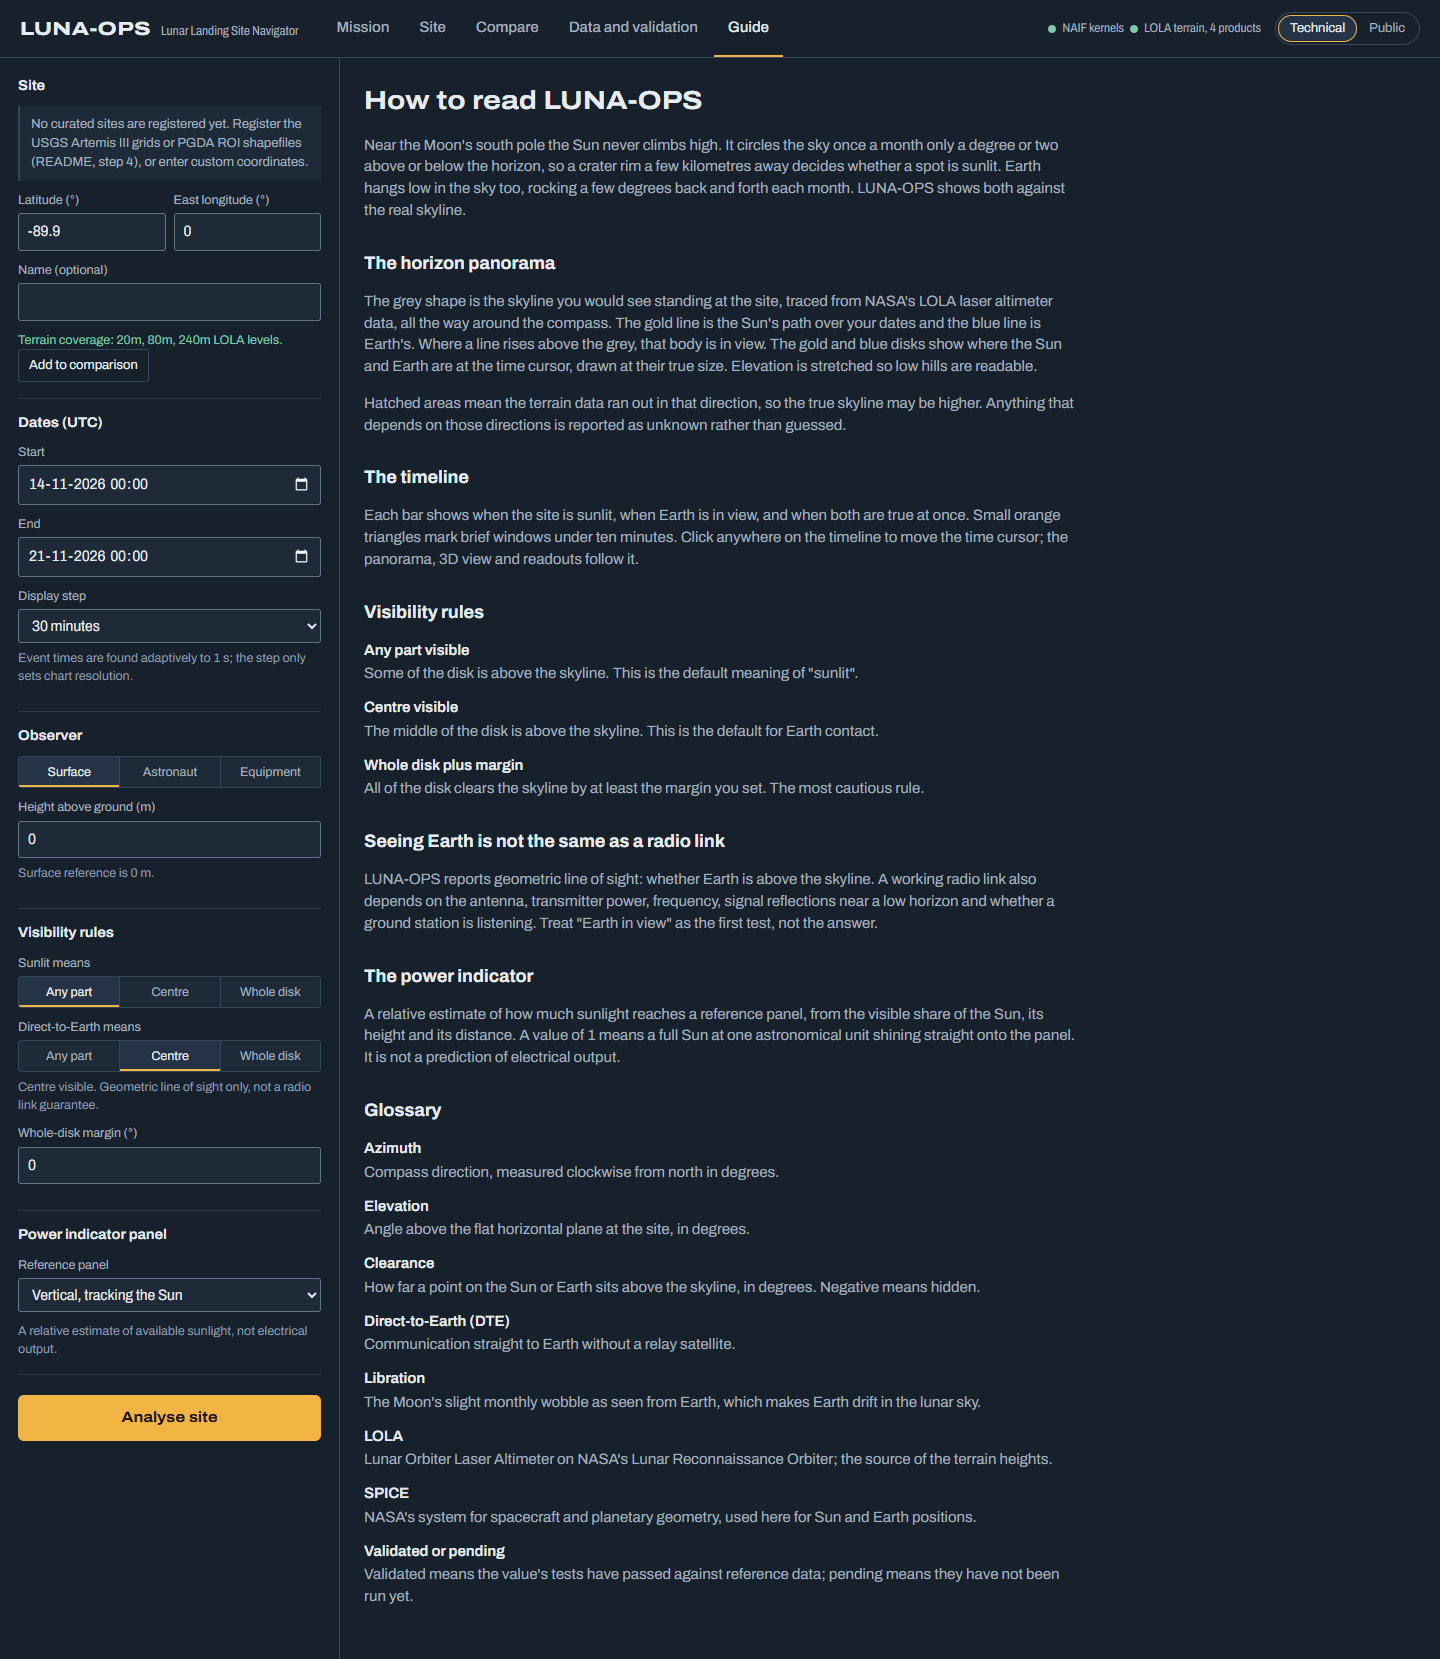 LUNA-OPS Lunar Landing Site Navigator
Mission
Site
Compare
Data and validation
Guide
NAIF kernels
LOLA terrain, 4 products
Technical
Public
Site
No curated sites are registered yet. Register the
USGS Artemis III grids or PGDA ROI shapefiles
(README, step 4), or enter custom coordinates.
Latitude (°)
East longitude (°)
-89.9
0
Name (optional)
Terrain coverage: 20m, 80m, 240m LOLA levels.
Add to comparison
Dates (UTC)
Start
14-11-2026 00:00
End
21-11-2026 00:00
Display step
30 minutes
Event times are found adaptively to 1 s; the step only
sets chart resolution.
Observer
Surface
Astronaut
Equipment
Height above ground (m)
0
Surface reference is 0 m.
Visibility rules
Sunlit means
Any part
Centre
Whole disk
Direct-to-Earth means
Any part
Centre
Whole disk
Centre visible. Geometric line of sight only, not a radio
link guarantee.
Whole-disk margin (°)
0
Power indicator panel
Reference panel
Vertical, tracking the Sun
A relative estimate of available sunlight, not electrical
output.
Analyse site
How to read LUNA-OPS
Near the Moon's south pole the Sun never climbs high. It circles the sky once a month only a degree or two
above or below the horizon, so a crater rim a few kilometres away decides whether a spot is sunlit. Earth
hangs low in the sky too, rocking a few degrees back and forth each month. LUNA-OPS shows both against
the real skyline.
The horizon panorama
The grey shape is the skyline you would see standing at the site, traced from NASA's LOLA laser altimeter
data, all the way around the compass. The gold line is the Sun's path over your dates and the blue line is
Earth's. Where a line rises above the grey, that body is in view. The gold and blue disks show where the Sun
and Earth are at the time cursor, drawn at their true size. Elevation is stretched so low hills are readable.
Hatched areas mean the terrain data ran out in that direction, so the true skyline may be higher. Anything that
depends on those directions is reported as unknown rather than guessed.
The timeline
Each bar shows when the site is sunlit, when Earth is in view, and when both are true at once. Small orange
triangles mark brief windows under ten minutes. Click anywhere on the timeline to move the time cursor; the
panorama, 3D view and readouts follow it.
Visibility rules
Any part visible
Some of the disk is above the skyline. This is the default meaning of "sunlit".
Centre visible
The middle of the disk is above the skyline. This is the default for Earth contact.
Whole disk plus margin
All of the disk clears the skyline by at least the margin you set. The most cautious rule.
Seeing Earth is not the same as a radio link
LUNA-OPS reports geometric line of sight: whether Earth is above the skyline. A working radio link also
depends on the antenna, transmitter power, frequency, signal reflections near a low horizon and whether a
ground station is listening. Treat "Earth in view" as the first test, not the answer.
The power indicator
A relative estimate of how much sunlight reaches a reference panel, from the visible share of the Sun, its
height and its distance. A value of 1 means a full Sun at one astronomical unit shining straight onto the panel.
It is not a prediction of electrical output.
Glossary
Azimuth
Compass direction, measured clockwise from north in degrees.
Elevation
Angle above the flat horizontal plane at the site, in degrees.
Clearance
How far a point on the Sun or Earth sits above the skyline, in degrees. Negative means hidden.
Direct-to-Earth (DTE)
Communication straight to Earth without a relay satellite.
Libration
The Moon's slight monthly wobble as seen from Earth, which makes Earth drift in the lunar sky.
LOLA
Lunar Orbiter Laser Altimeter on NASA's Lunar Reconnaissance Orbiter; the source of the terrain heights.
SPICE
NASA's system for spacecraft and planetary geometry, used here for Sun and Earth positions.
Validated or pending
Validated means the value's tests have passed against reference data; pending means they have not been
run yet.